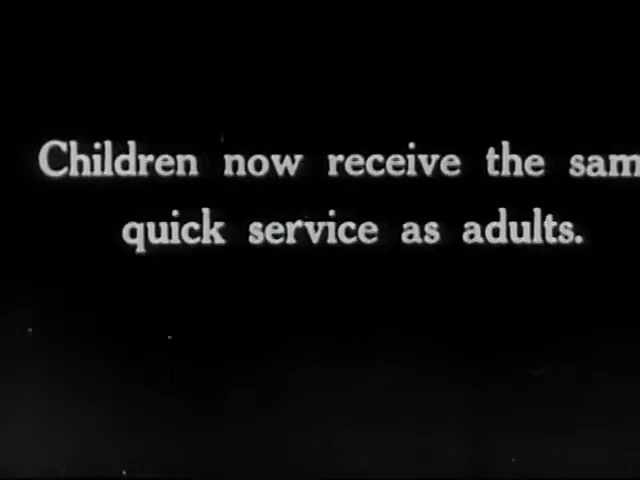 Children now receive the sam
quick service as adults.